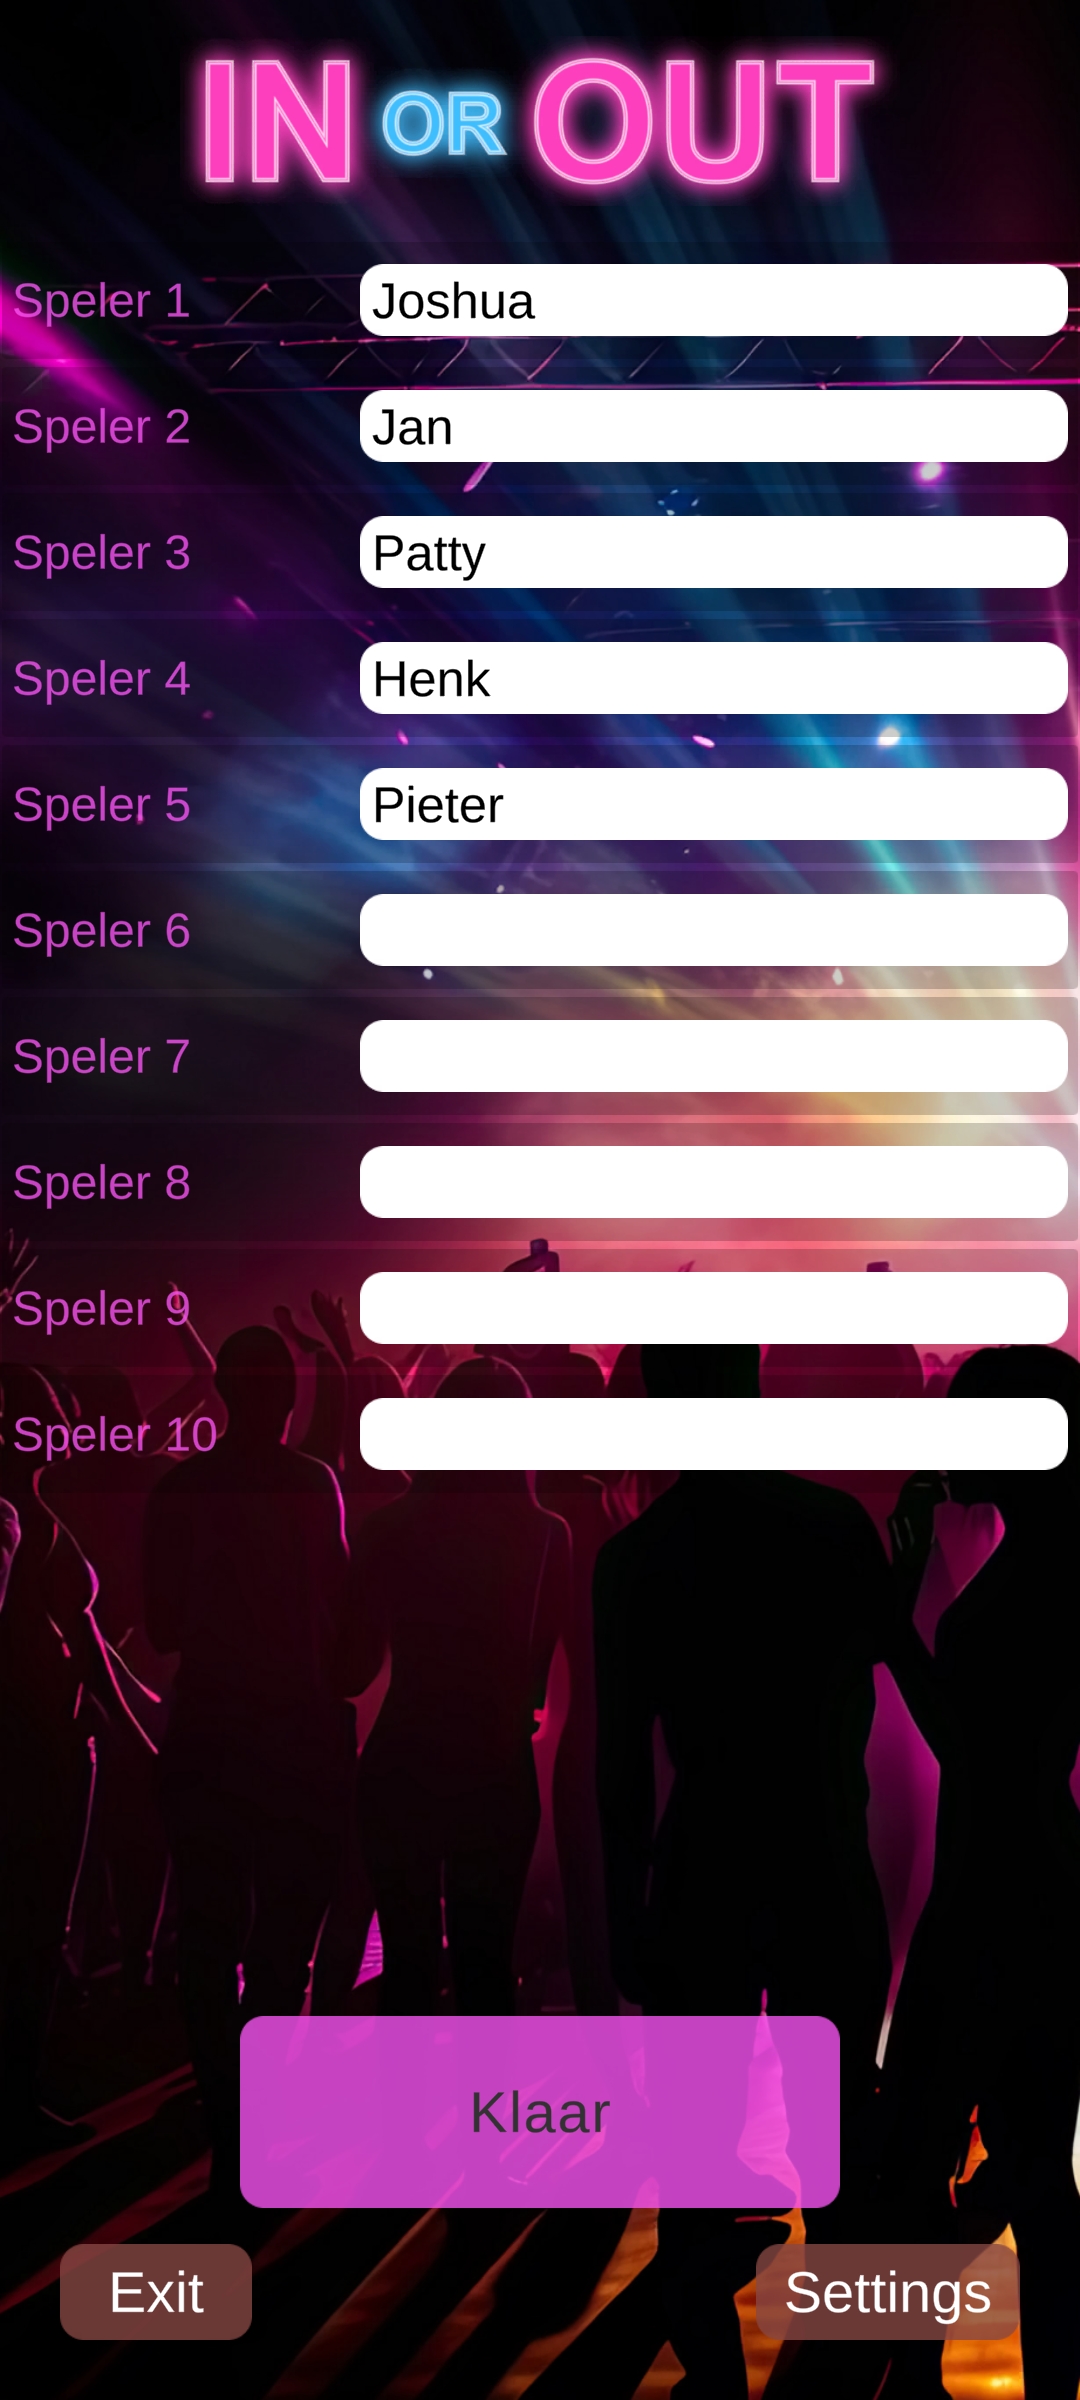 IN OR OUT
Speler 1 Joshua
Speler 2 Jan
Speler 3 Patty
Speler 4 Henk
Speler 5 Pieter
Speler 6
Speler 7
Speler 8
Speler 9
Speler 10
Klaar
Exit Settings